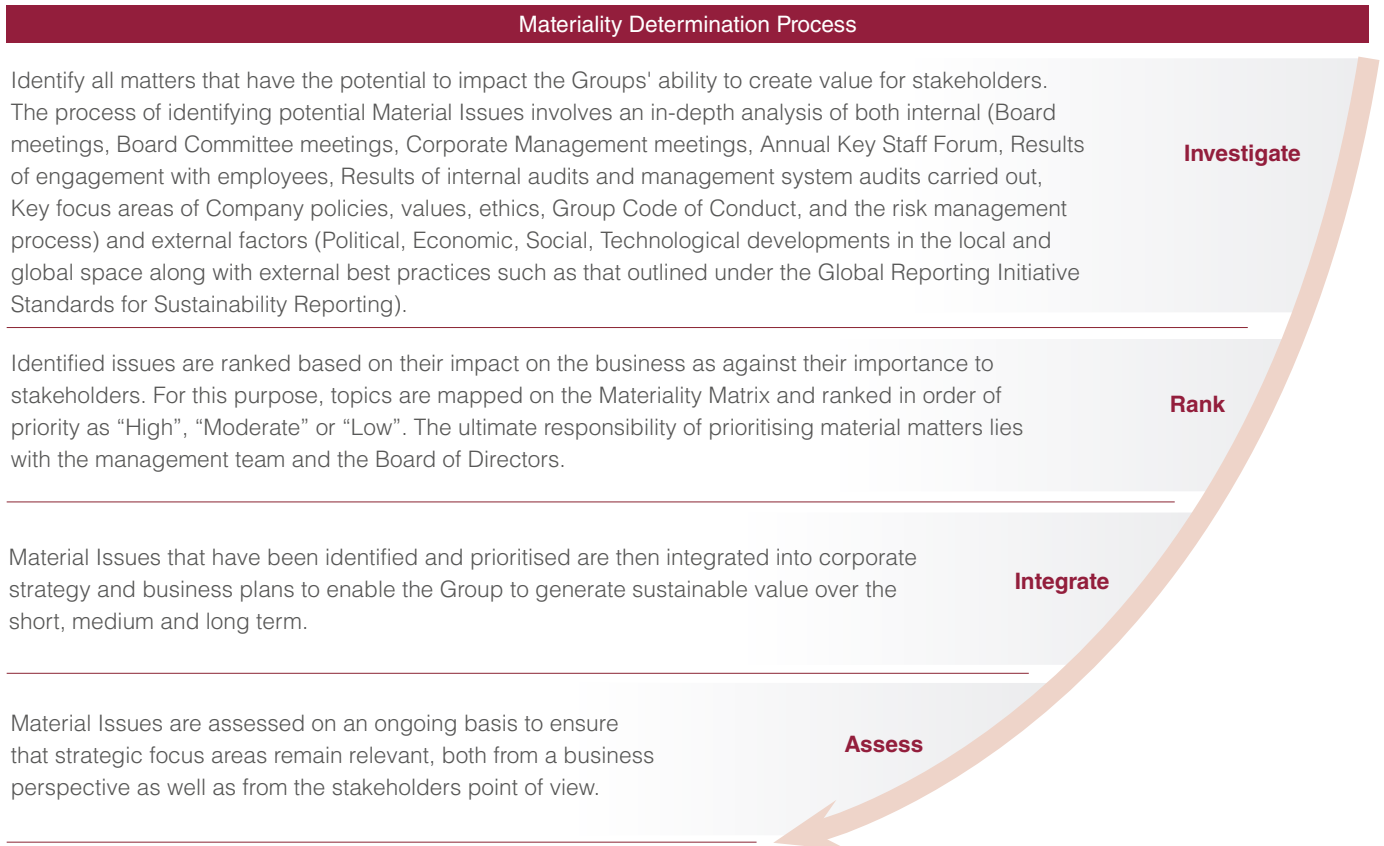 Materiality Determination Process
Identify all matters that have the potential to impact the Groups' ability to create value for stakeholders.
The process of identifying potential Material Issues involves an in-depth analysis of both internal (Board
meetings, Board Committee meetings, Corporate Management meetings, Annual Key Staff Forum, Results
of engagement with employees, Results of internal audits and management system audits carried out,
Key focus areas of Company policies, values, ethics, Group Code of Conduct, and the risk management
process) and external factors (Political, Economic, Social, Technological developments in the local and
global space along with external best practices such as that outlined under the Global Reporting Initiative
Standards for Sustainability Reporting).
Investigate
Identified issues are ranked based on their impact on the business as against their importance to
stakeholders. For this purpose, topics are mapped on the Materiality Matrix and ranked in order of
priority as “High”, “Moderate” or “Low”. The ultimate responsibility of prioritising material matters lies
with the management team and the Board of Directors.
Rank
Material Issues that have been identified and prioritised are then integrated into corporate
strategy and business plans to enable the Group to generate sustainable value over the
short, medium and long term.
Integrate
Material Issues are assessed on an ongoing basis to ensure
that strategic focus areas remain relevant, both from a business
perspective as well as from the stakeholders point of view.
Assess